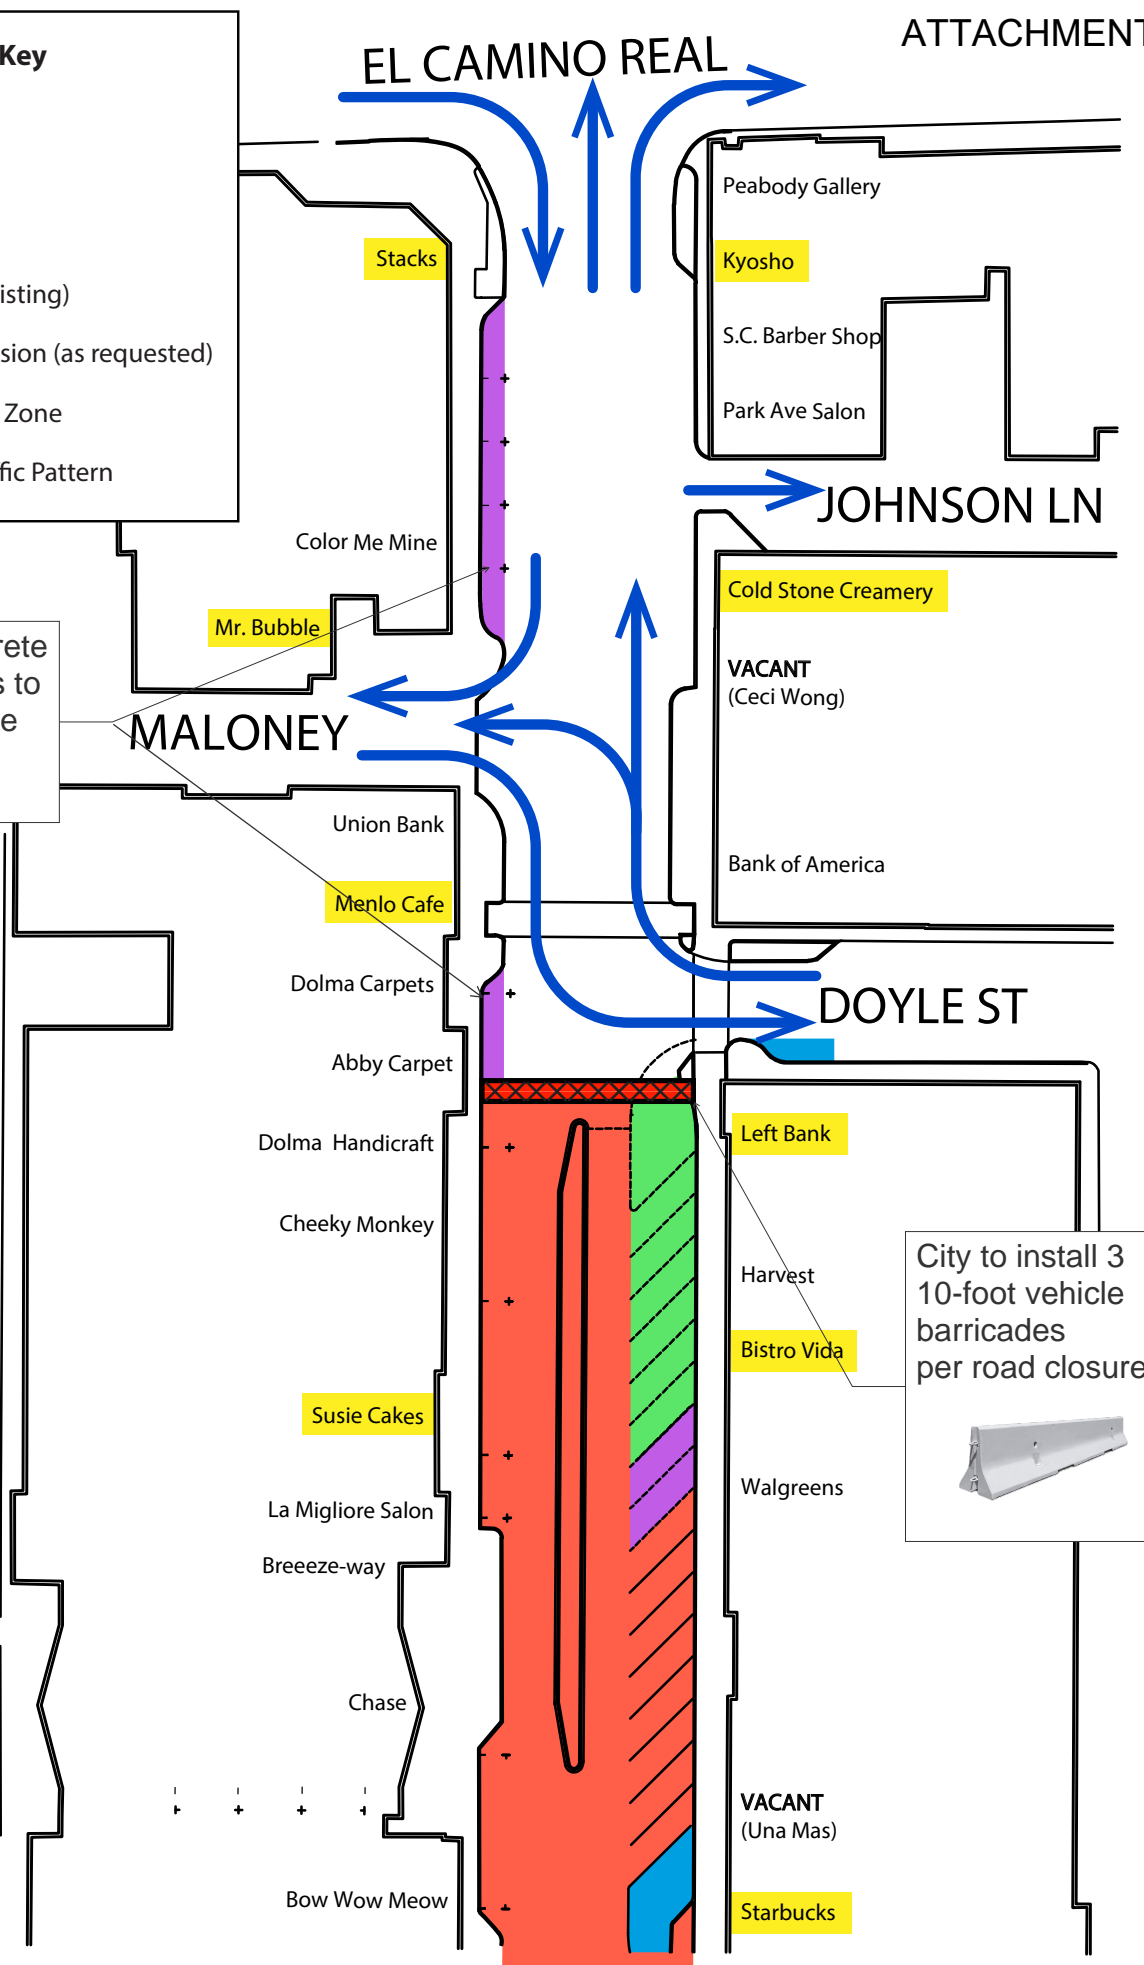 ATTACHMENT
Key
isting)
sion (as requested)
Zone
fic Pattern
EL CAMINO REAL
Peabody Gallery
Stacks
Kyosho
S.C. Barber Shop
Park Ave Salon
JOHNSON LN
Color Me Mine
Cold Stone Creamery
Mr. Bubble
rete
s to
e
VACANT
(Ceci Wong)
MALONEY
Union Bank
Bank of America
Menlo Cafe
Dolma Carpets
DOYLE ST
Abby Carpet
Left Bank
Dolma Handicraft
Cheeky Monkey
City to install 3
10-foot vehicle
barricades
per road closure
Harvest
Bistro Vida
Susie Cakes
Walgreens
La Migliore Salon
Breeeze-way
Chase
VACANT
(Una Mas)
Bow Wow Meow
Starbucks